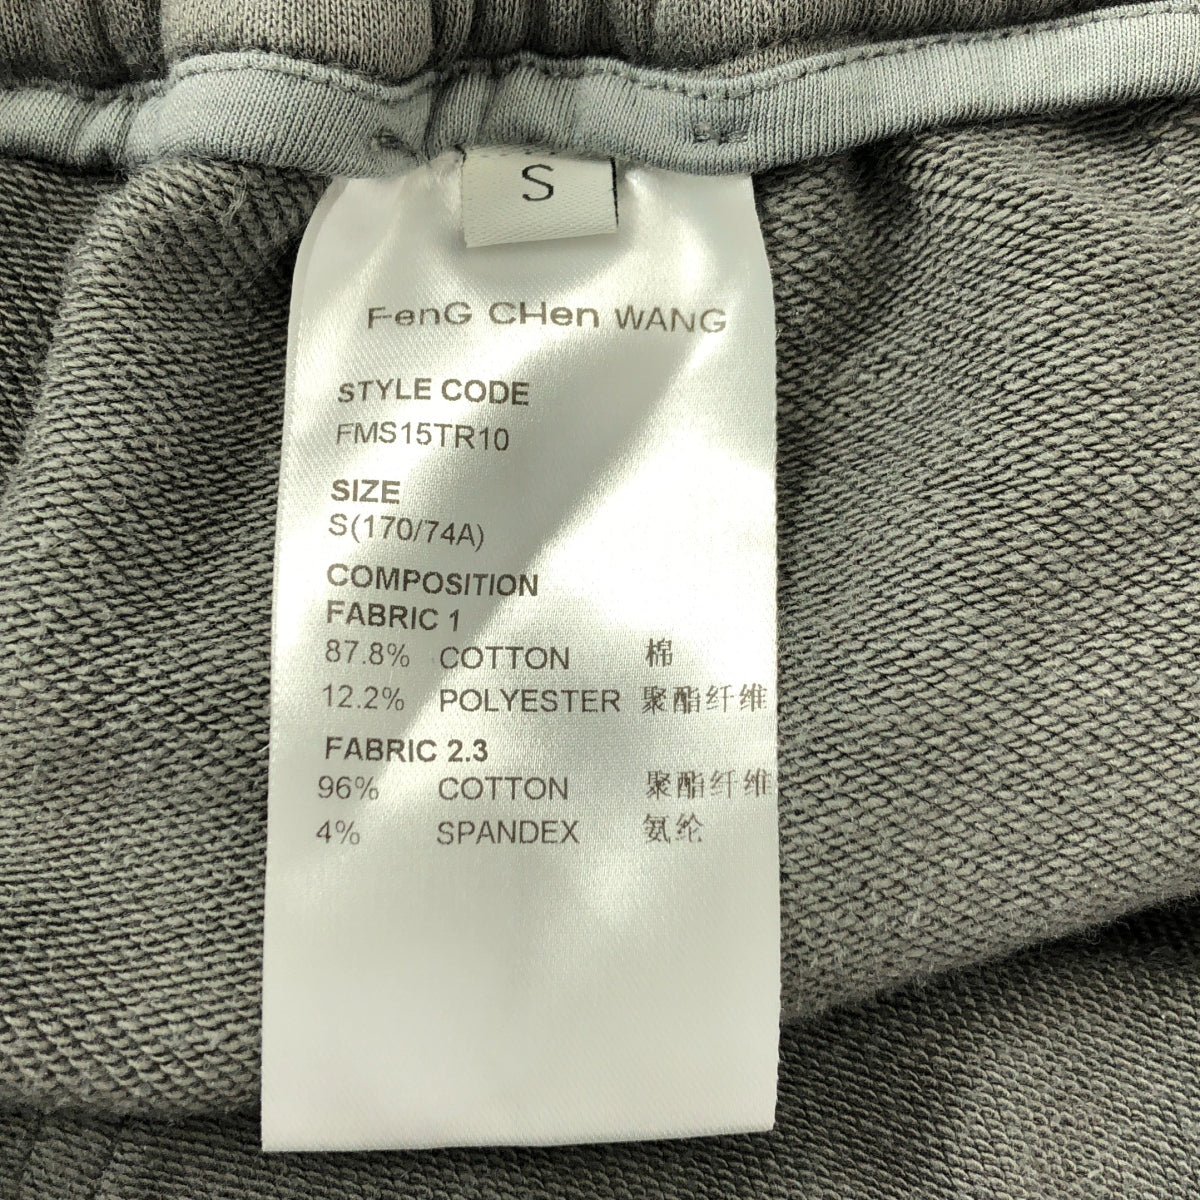 S
FenG CHen WANG
STYLE CODE
FMS15TR10
SIZE
S(170/74A)
COMPOSITION
FABRIC 1
87.8% COTTON 棉
12.2% POLYESTER 聚酯纤维
FABRIC 2.3
96% COTTON 聚酯纤维
4% SPANDEX 氨纶